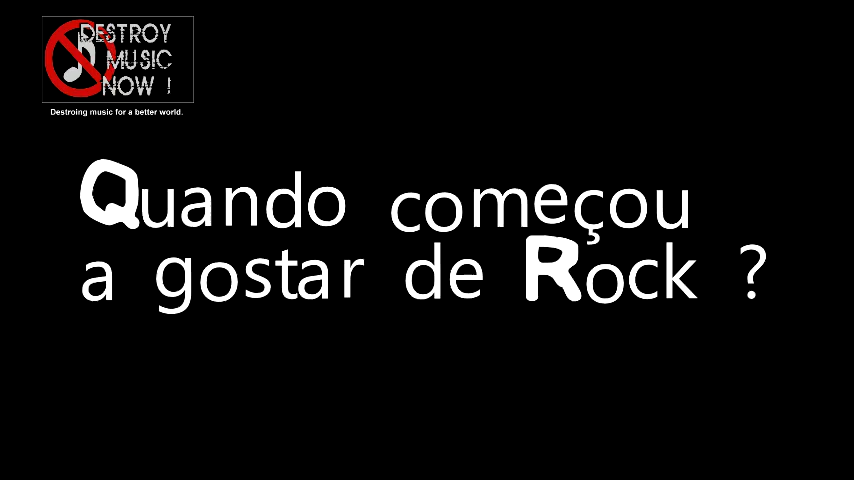 DESTROY
MUSIC
NOW !
Destroing music for a better world.
Quando começou
a gostar de Rock ?